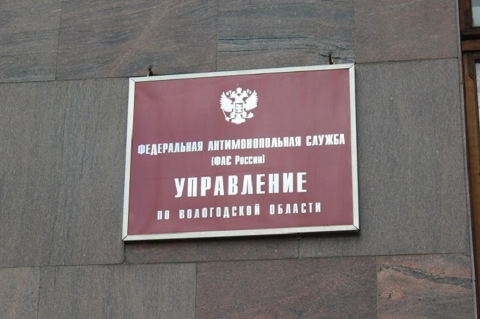 ФЕДЕРАЛЬНАЯ АНТИМОНОПОЛЬНАЯ СЛУЖБА
(ФАС РОССИИ)
УПРАВЛЕНИЕ
ПО ВОЛОГОДСКОЙ ОБЛАСТИ